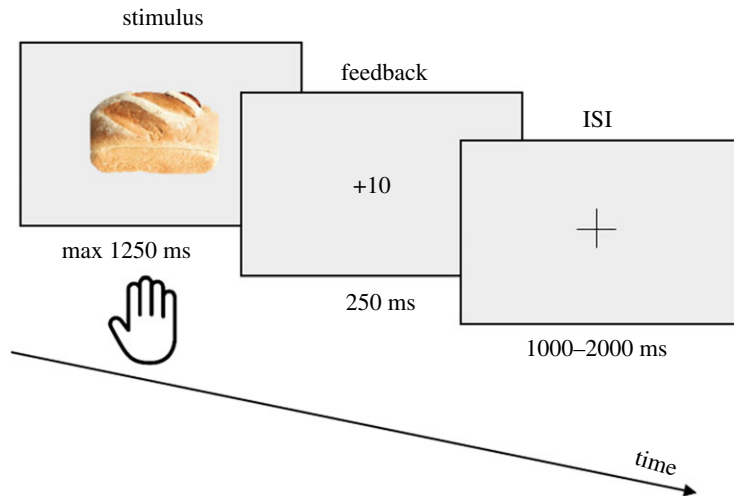 stimulus
feedback
ISI
+10
max 1250 ms
250 ms
1000–2000 ms
time